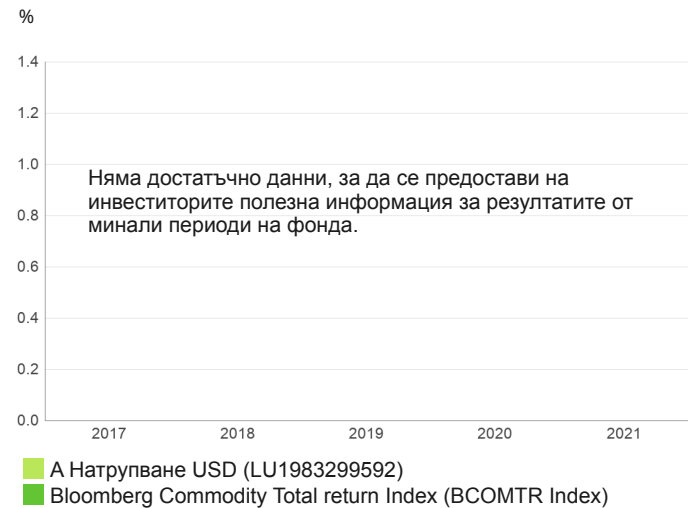 %
1.4
1.2
1.0
Няма достатъчно данни, за да се предостави на
инвеститорите полезна информация за резултатите от
0.8
минали периоди на фонда.
0.6
0.4
0.2
0.0
2017 2018 2019 2020 2021
А Натрупване USD (LU1983299592)
Bloomberg Commodity Total return Index (BCOMTR Index)